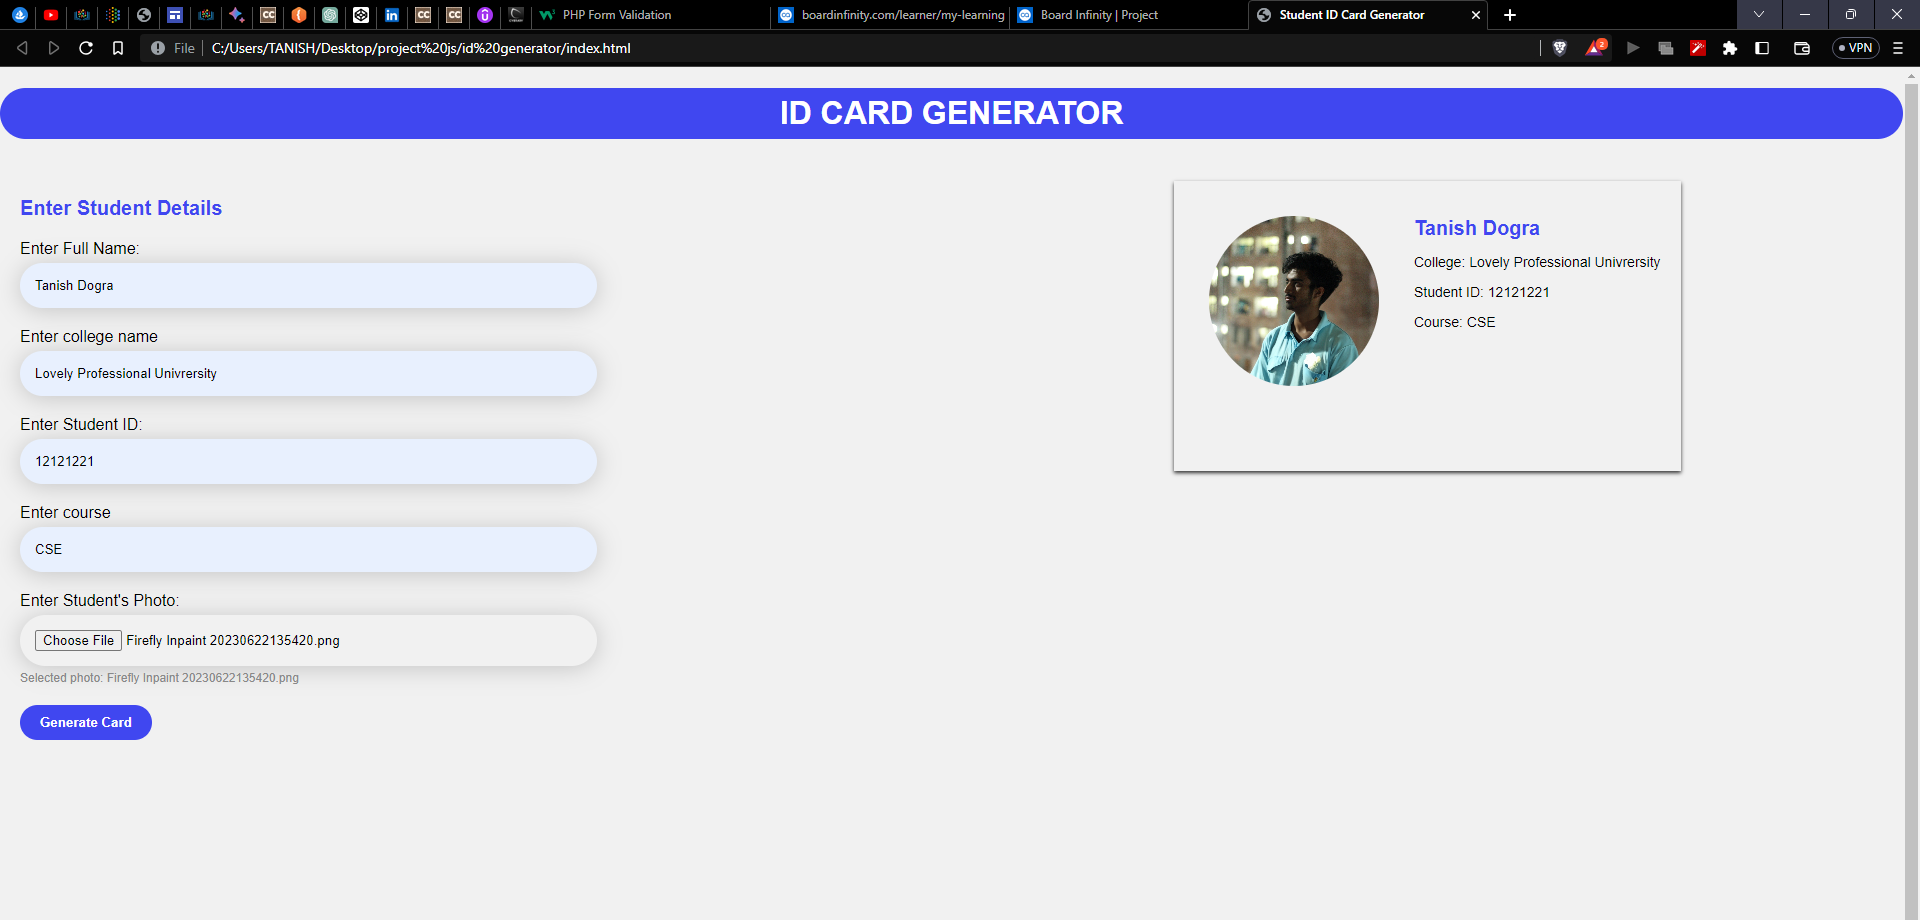 PHP Form Validation
boardinfinity.com/learner/my-learning
Board Infinity | Project
Student ID Card Generator
File
C:/Users/TANISH/Desktop/project%20js/id%20generator/index.html
2
VPN
ID CARD GENERATOR
Enter Student Details
Enter Full Name:
Tanish Dogra
Enter college name
Lovely Professional Univrersity
Enter Student ID:
12121221
Enter course
CSE
Enter Student's Photo:
Choose File Firefly Inpaint 20230622135420.png
Selected photo: Firefly Inpaint 20230622135420.png
Generate Card
Tanish Dogra
College: Lovely Professional Univrersity
Student ID: 12121221
Course: CSE